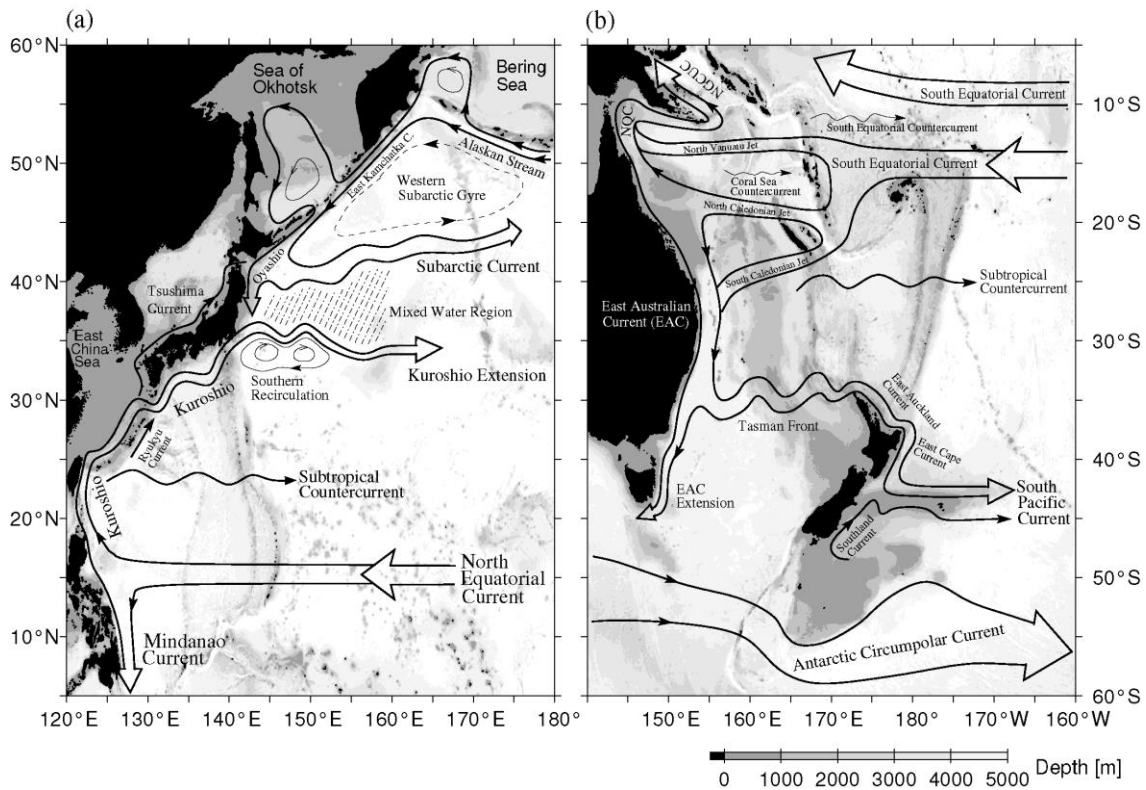 (a)
60°N
50°N
40°N
30°N
20°N
10°N
120°E
130°E
140°E
150°E
160°E
170°E
180
Sea of
Okhotsk
Bering
Sea
Alaskan Stream
East Kamchatka C.
Western
Subarctic Gyre
Oyashio
Subarctic Current
Tsushima
Gurrent
Mixed Water Region
East
China
Sea
Kuroshio Extension
Southern
Recirculation
Kuroshio
Ryukyu
Current
Subtropical
Countercurrent
Kuroshio
North
Equatorial
Current
Mindanao
Current
(b)
10°S
20°S
30°S
40°S
50°S
60°S
150°E
160°E
170°E
180°
170°W
160°W
NGCUC
South Equatorial Current
NQC
South Equatorial Countercurrent
North Vanuatu Jet
South Equatorial Current
Coral Sea
Countercurrent
North Caledonian Jet
South Caledonian Jet
Subtropical
Countercurrent
East Australian
Current (EAC)
East Auckland
Current
Tasman Front
East Cape
Current
EAC
Extension
South
Pacific
Current
Southland
Current
Antarctic Circumpolar Current
0 1000 2000 3000 4000 5000
Depth [m]